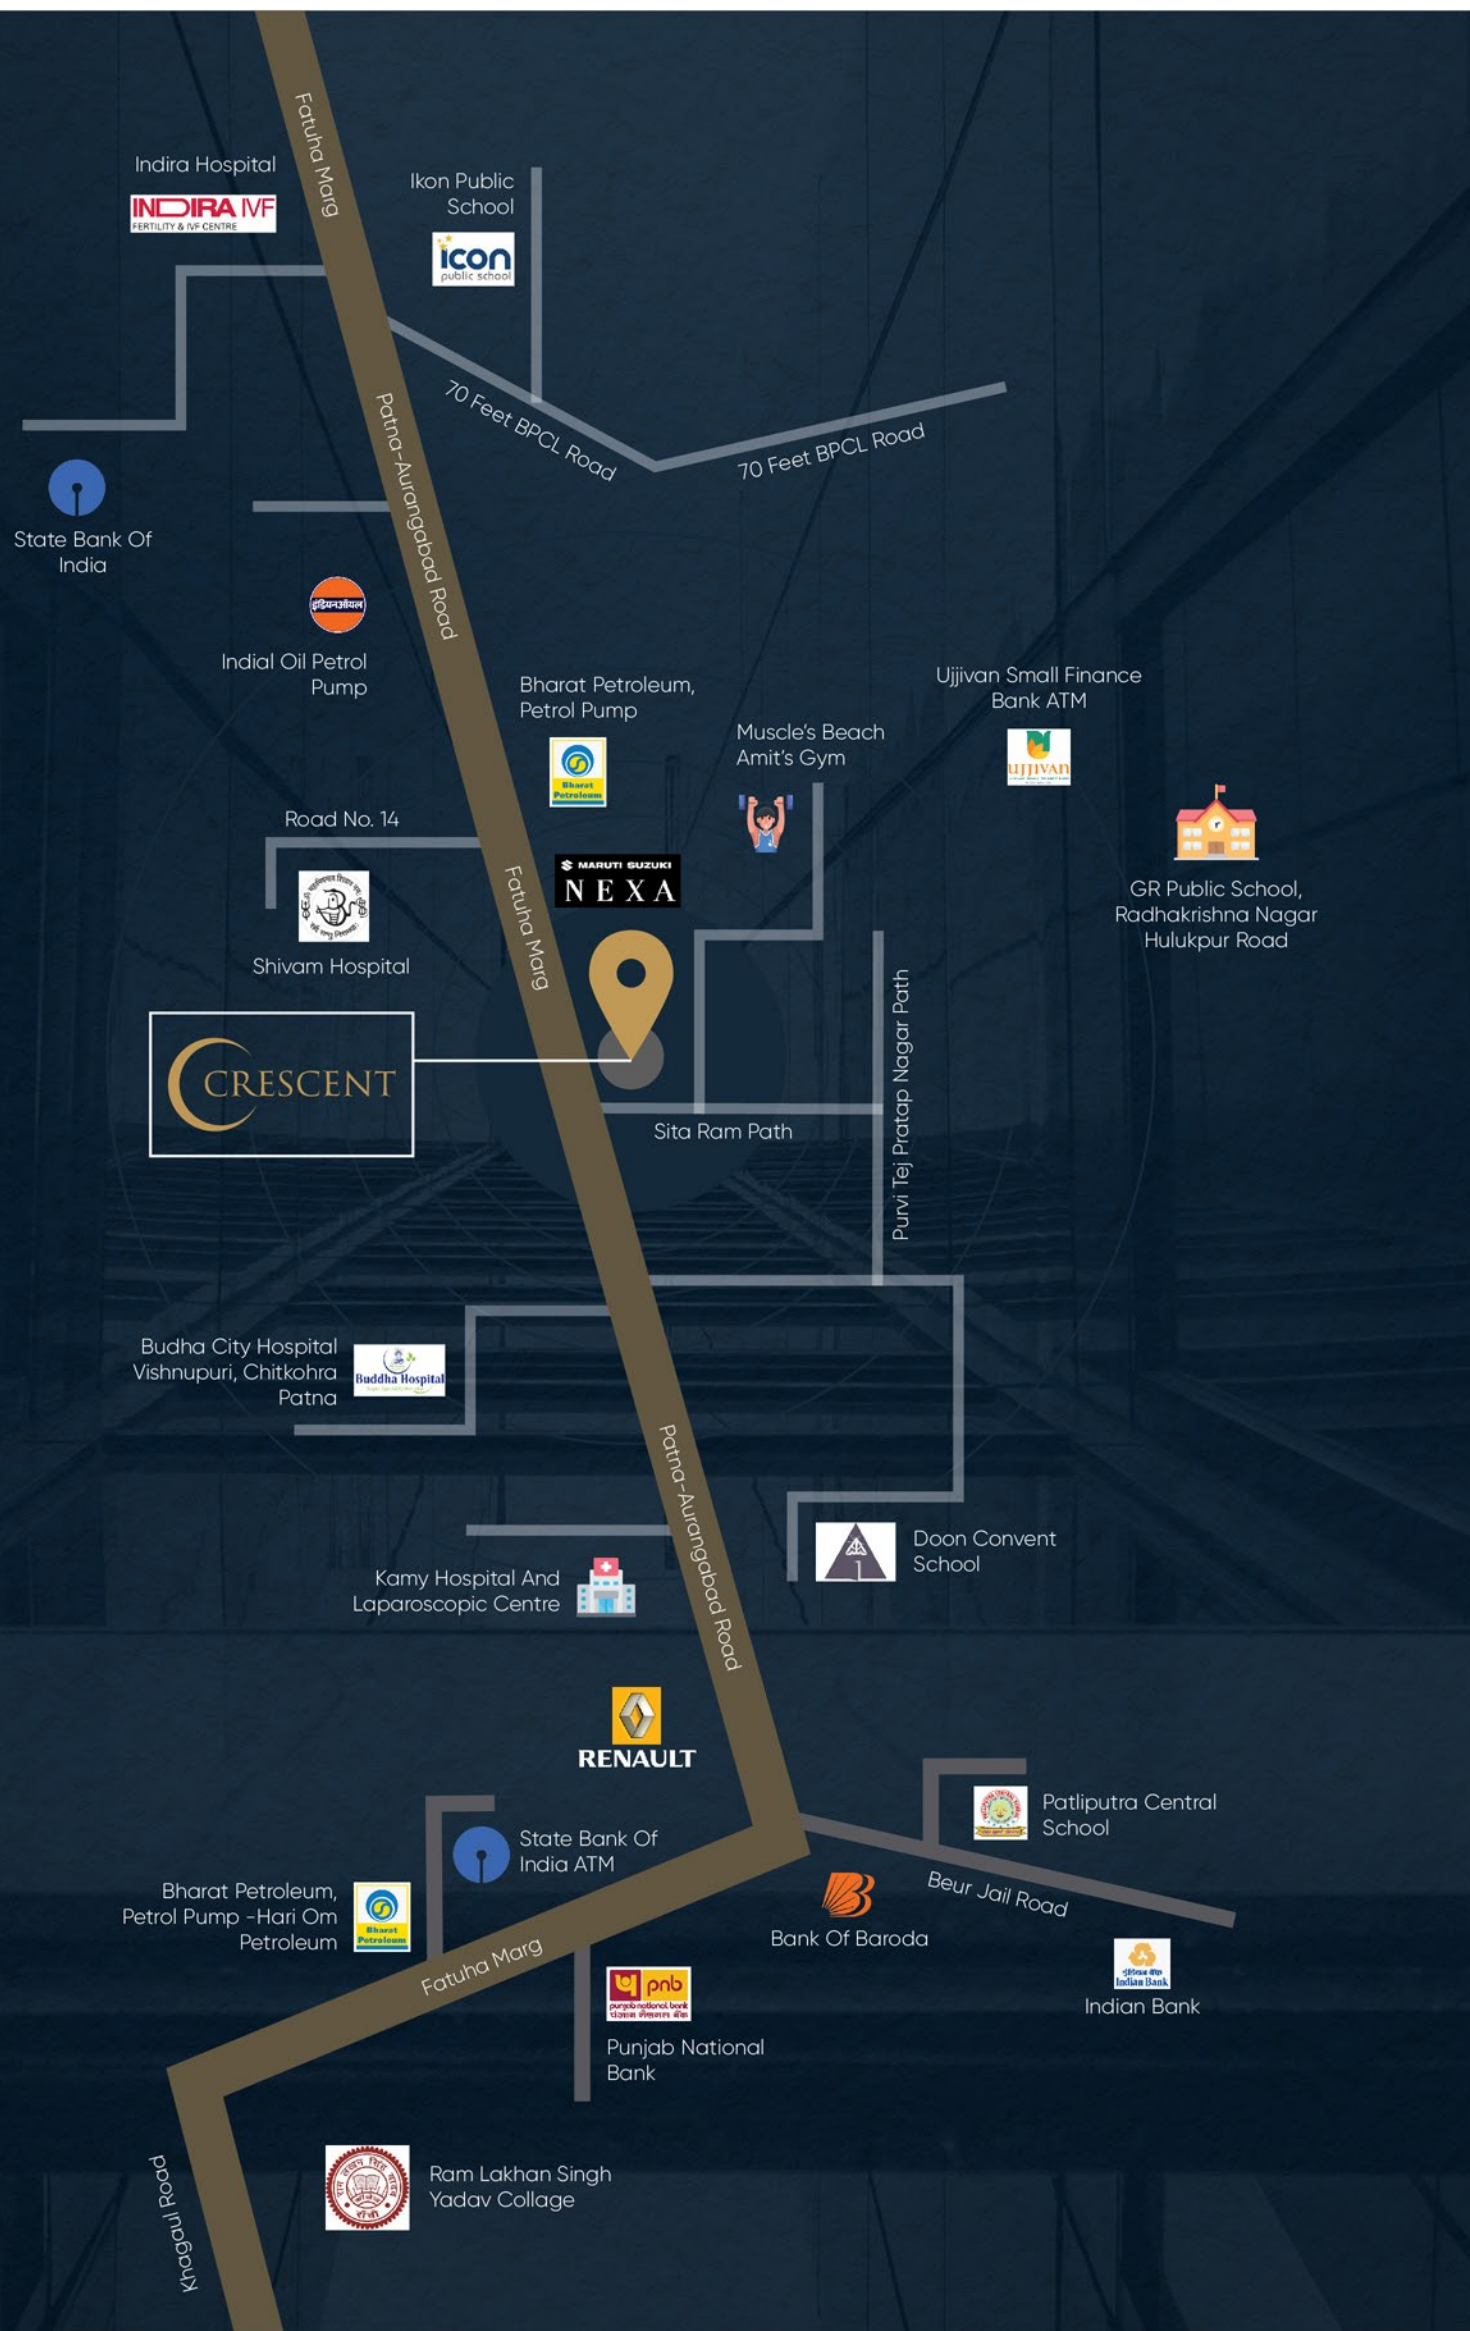 Fatuha Marg
Indira Hospital
INDIRA IVF
FERTILITY & IVF CENTRE
Ikon Public
School
icon
public school
70 Feet BPCL Road
70 Feet BPCL Road
Patna-Aurangabad Road
State Bank Of
India
इंडियनऑयल
Indial Oil Petrol
Pump
Bharat Petroleum,
Petrol Pump
Bharat
Petroleum
Muscle's Beach
Amit's Gym
Ujjivan Small Finance
Bank ATM
UJJIVAN
GR Public School,
Radhakrishna Nagar
Hulukpur Road
Road No. 14
Shivam Hospital
MARUTI SUZUKI
NEXA
Fatuha Marg
CRESCENT
Sita Ram Path
Purvi Tej Pratap Nagar Path
Budha City Hospital
Vishnupuri, Chitkohra
Patna
Buddha Hospital
Patna-Aurangabad Road
Doon Convent
School
Kamy Hospital And
Laparoscopic Centre
RENAULT
Patliputra Central
School
Beur Jail Road
State Bank Of
India ATM
Bharat Petroleum,
Petrol Pump -Hari Om
Petroleum
Bharat
Petroleum
Bank Of Baroda
Fatuha Marg
Indian Bank
Indian Bank
pnb
punjab national bank
Punjab National
Bank
Khagaul Road
Ram Lakhan Singh
Yadav Collage